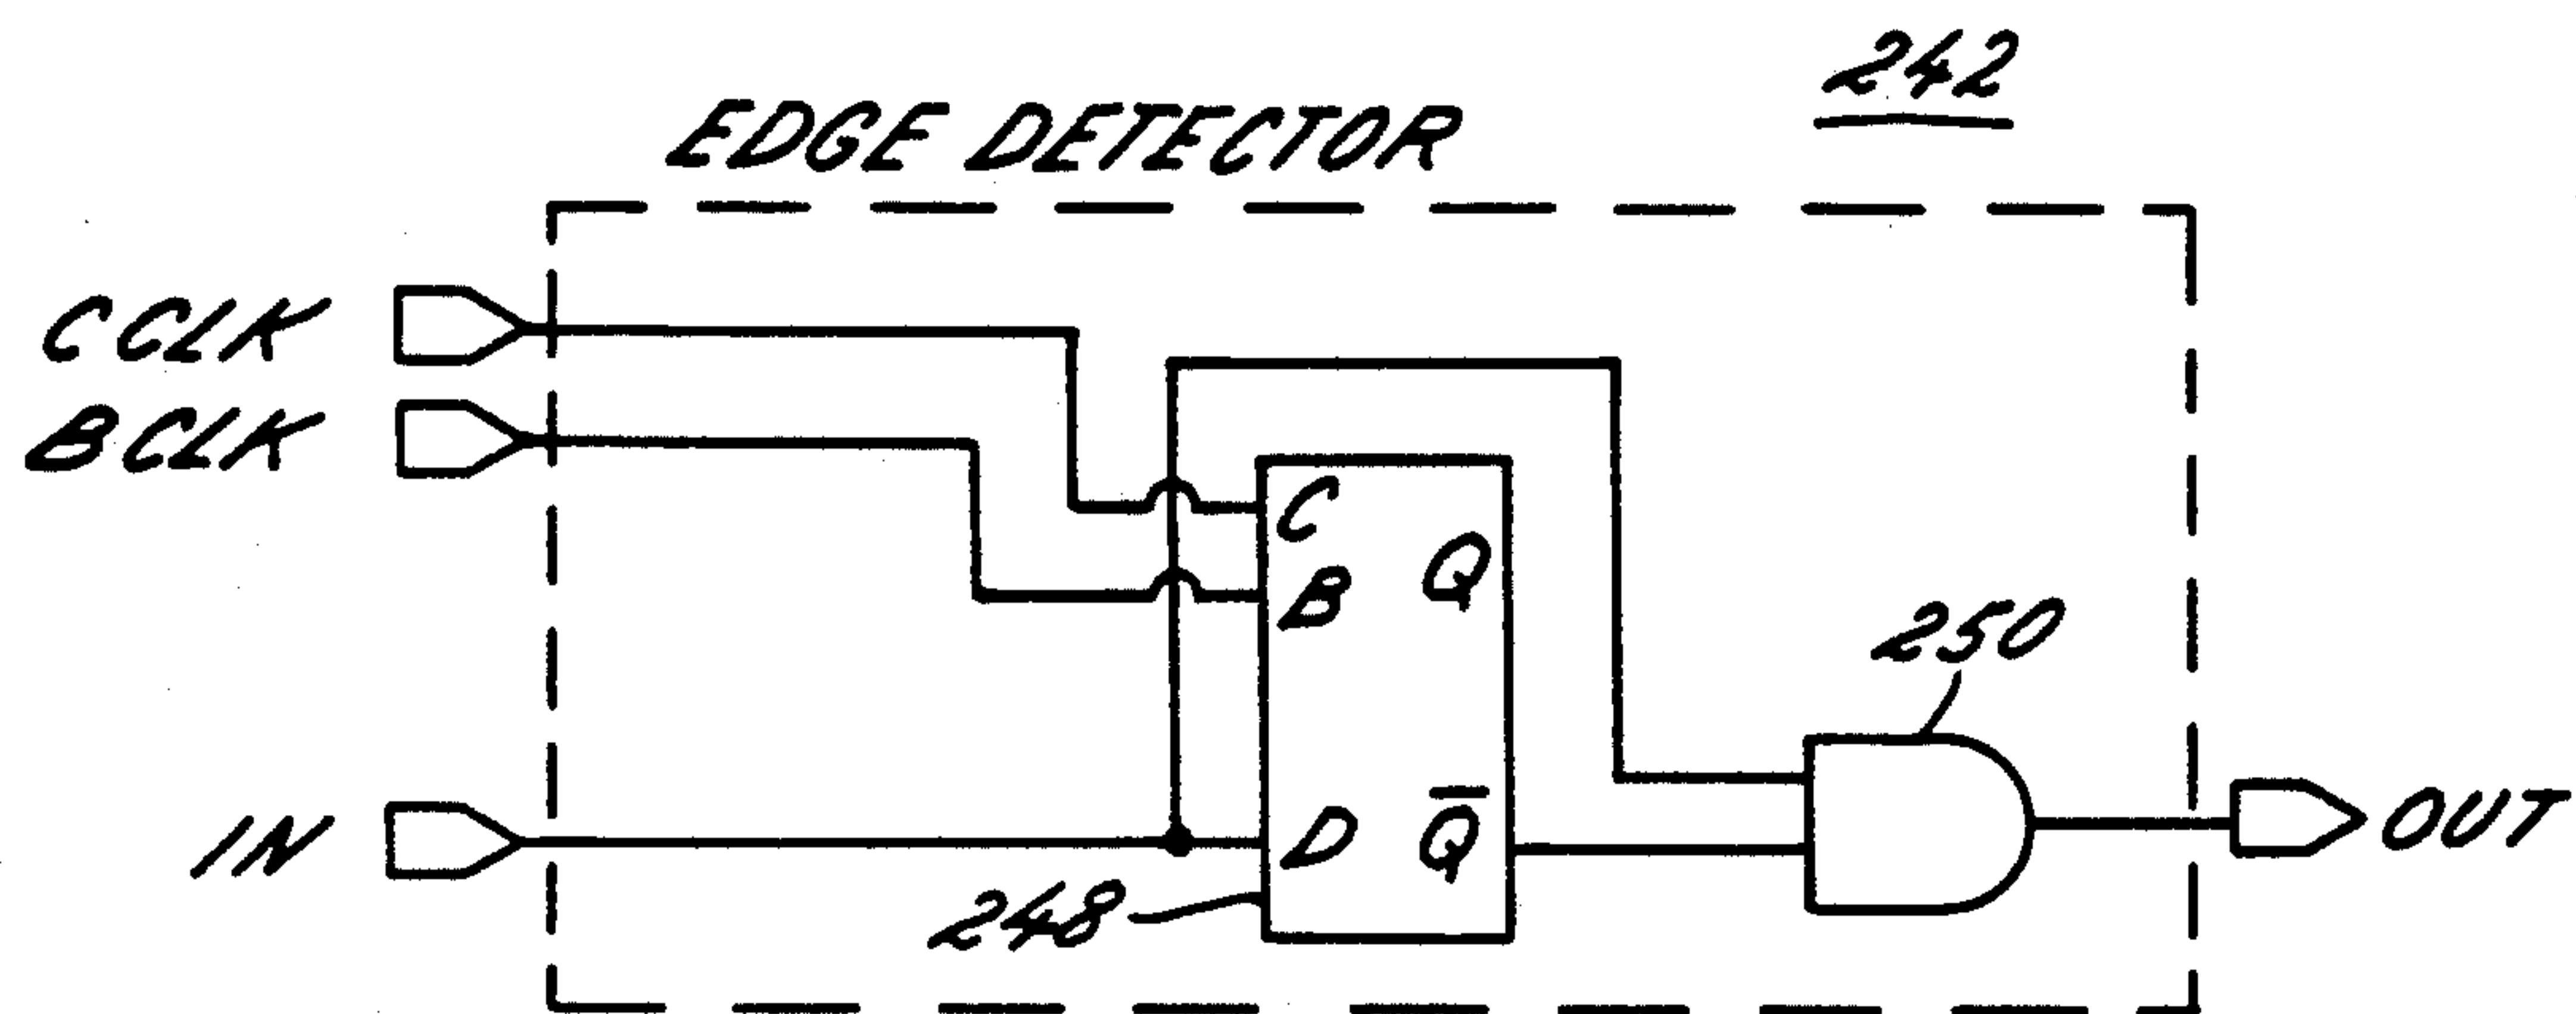 242
EDGE DETECTOR
CCLK
BCLK
C
B
Q
250
IN
D
Q̅
OUT
248